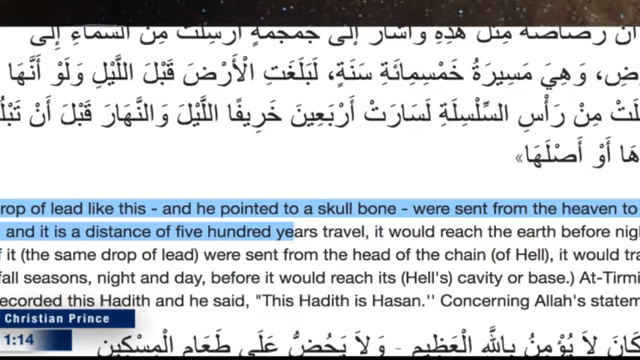 أَنَّ رَصَاصَةً مِثْلَ هَذِهِ وَأَشَارَ إِلَى جُمْجُمَةٍ أُرْسِلَتْ مِنَ السَّمَاءِ إِلَى
وَهِيَ مَسِيرَةُ خَمْسِمِائَةِ سَنَةٍ، لَبَلَغَتِ الْأَرْضَ قَبْلَ اللَّيْلِ وَلَوْ أَنَّهَا
مِنْ رَأْسِ السِّلْسِلَةِ لَسَارَتْ أَرْبَعِينَ خَرِيفًا اللَّيْلَ وَالنَّهَارَ قَبْلَ أَنْ
أَوْ أَصْلَهَا»
rop of lead like this - and he pointed to a skull bone - were sent from the heaven to
and it is a distance of five hundred years travel, it would reach the earth before nigh
f it (the same drop of lead) were sent from the head of the chain (of Hell), it would tra
fall seasons, night and day, before it would reach its (Hell's) cavity or base.) At-Tirmi
ecorded this Hadith and he said, "This Hadith is Hasan.'' Concerning Allah's statem
Christian Prince
1:14
كَانَ لاَ يُؤْمِنُ بِاللَّهِ الْعَظِيمِ - وَلاَ يَحُضُّ عَلَى طَعَامِ الْمِسْكِينِ